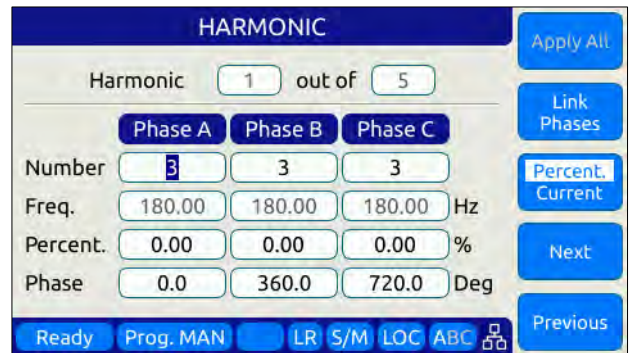 HARMONIC
Harmonic 1 out of 5
Phase A Phase B Phase C
Number 3 3 3
Freq. 180.00 180.00 180.00 Hz
Percent. 0.00 0.00 0.00 %
Phase 0.0 360.0 720.0 Deg
Ready Prog. MAN LR S/M LOC ABC
Apply All
Link
Phases
Percent.
Current
Next
Previous